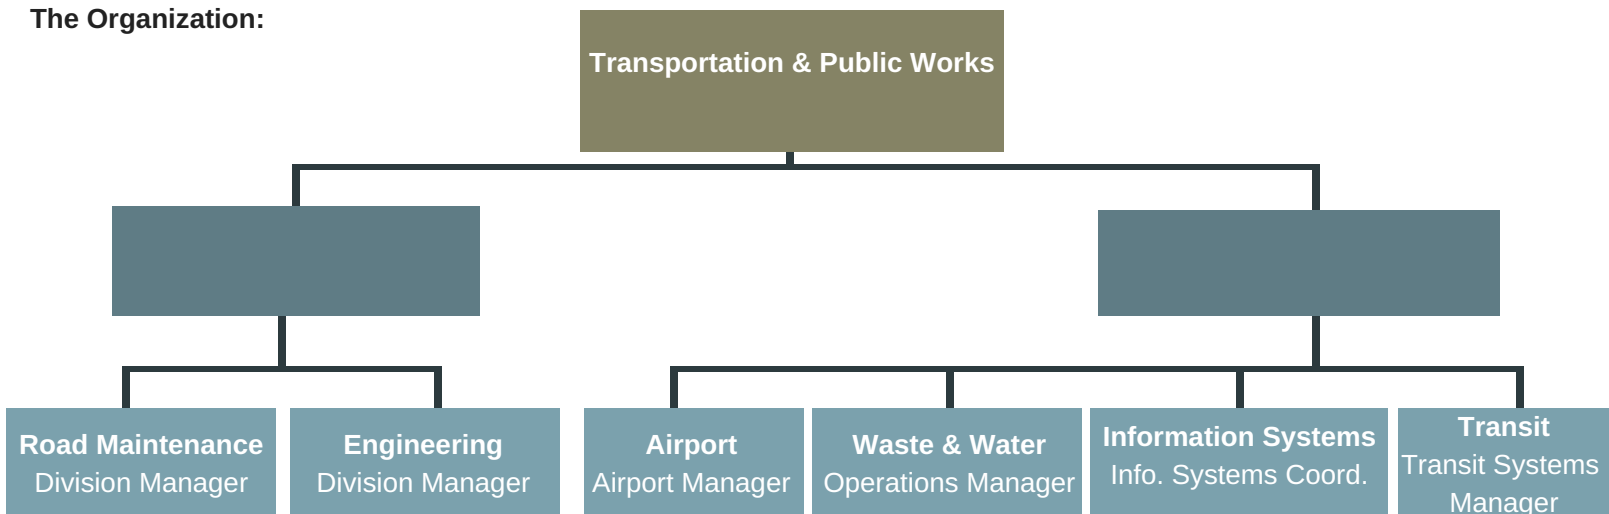 The Organization:
Transportation & Public Works
Road Maintenance
Division Manager
Engineering
Division Manager
Airport
Airport Manager
Waste & Water
Operations Manager
Information Systems
Info. Systems Coord.
Transit
Transit Systems
Manager